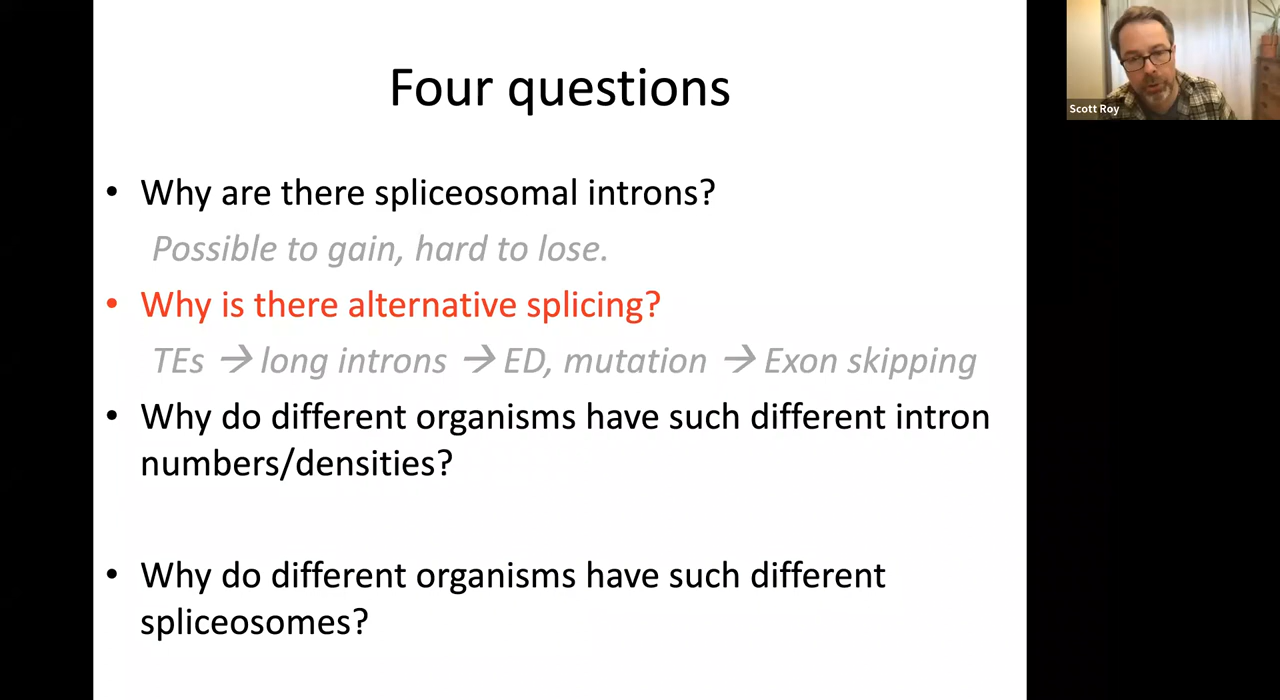 Four questions
Scott Roy
• Why are there spliceosomal introns?
Possible to gain, hard to lose.
• Why is there alternative splicing?
TEs → long introns → ED, mutation → Exon skipping
• Why do different organisms have such different intron
numbers/densities?
• Why do different organisms have such different
spliceosomes?